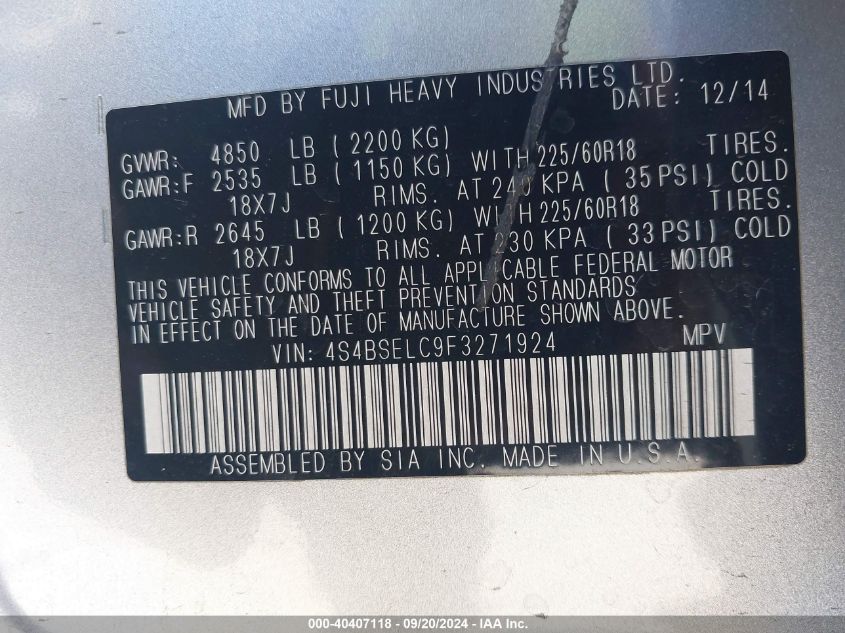 MFD BY FUJI HEAVY INDUSTRIES LTD.
DATE: 12/14
GVWR: 4850 LB ( 2200 KG)
GAWR:F 2535 LB ( 1150 KG) WITH 225/60R18 TIRES.
18X7J RIMS. AT 240 KPA ( 35 PSI) COLD
GAWR:R 2645 LB ( 1200 KG) WITH 225/60R18 TIRES.
18X7J RIMS. AT 230 KPA ( 33 PSI) COLD
THIS VEHICLE CONFORMS TO ALL APPLICABLE FEDERAL MOTOR
VEHICLE SAFETY AND THEFT PREVENTION STANDARDS
IN EFFECT ON THE DATE OF MANUFACTURE SHOWN ABOVE.
VIN: 4S4BSELC9F3271924 MPV
ASSEMBLED BY SIA INC. MADE IN U.S.A.
000-40407118 - 09/20/2024 - IAA Inc.